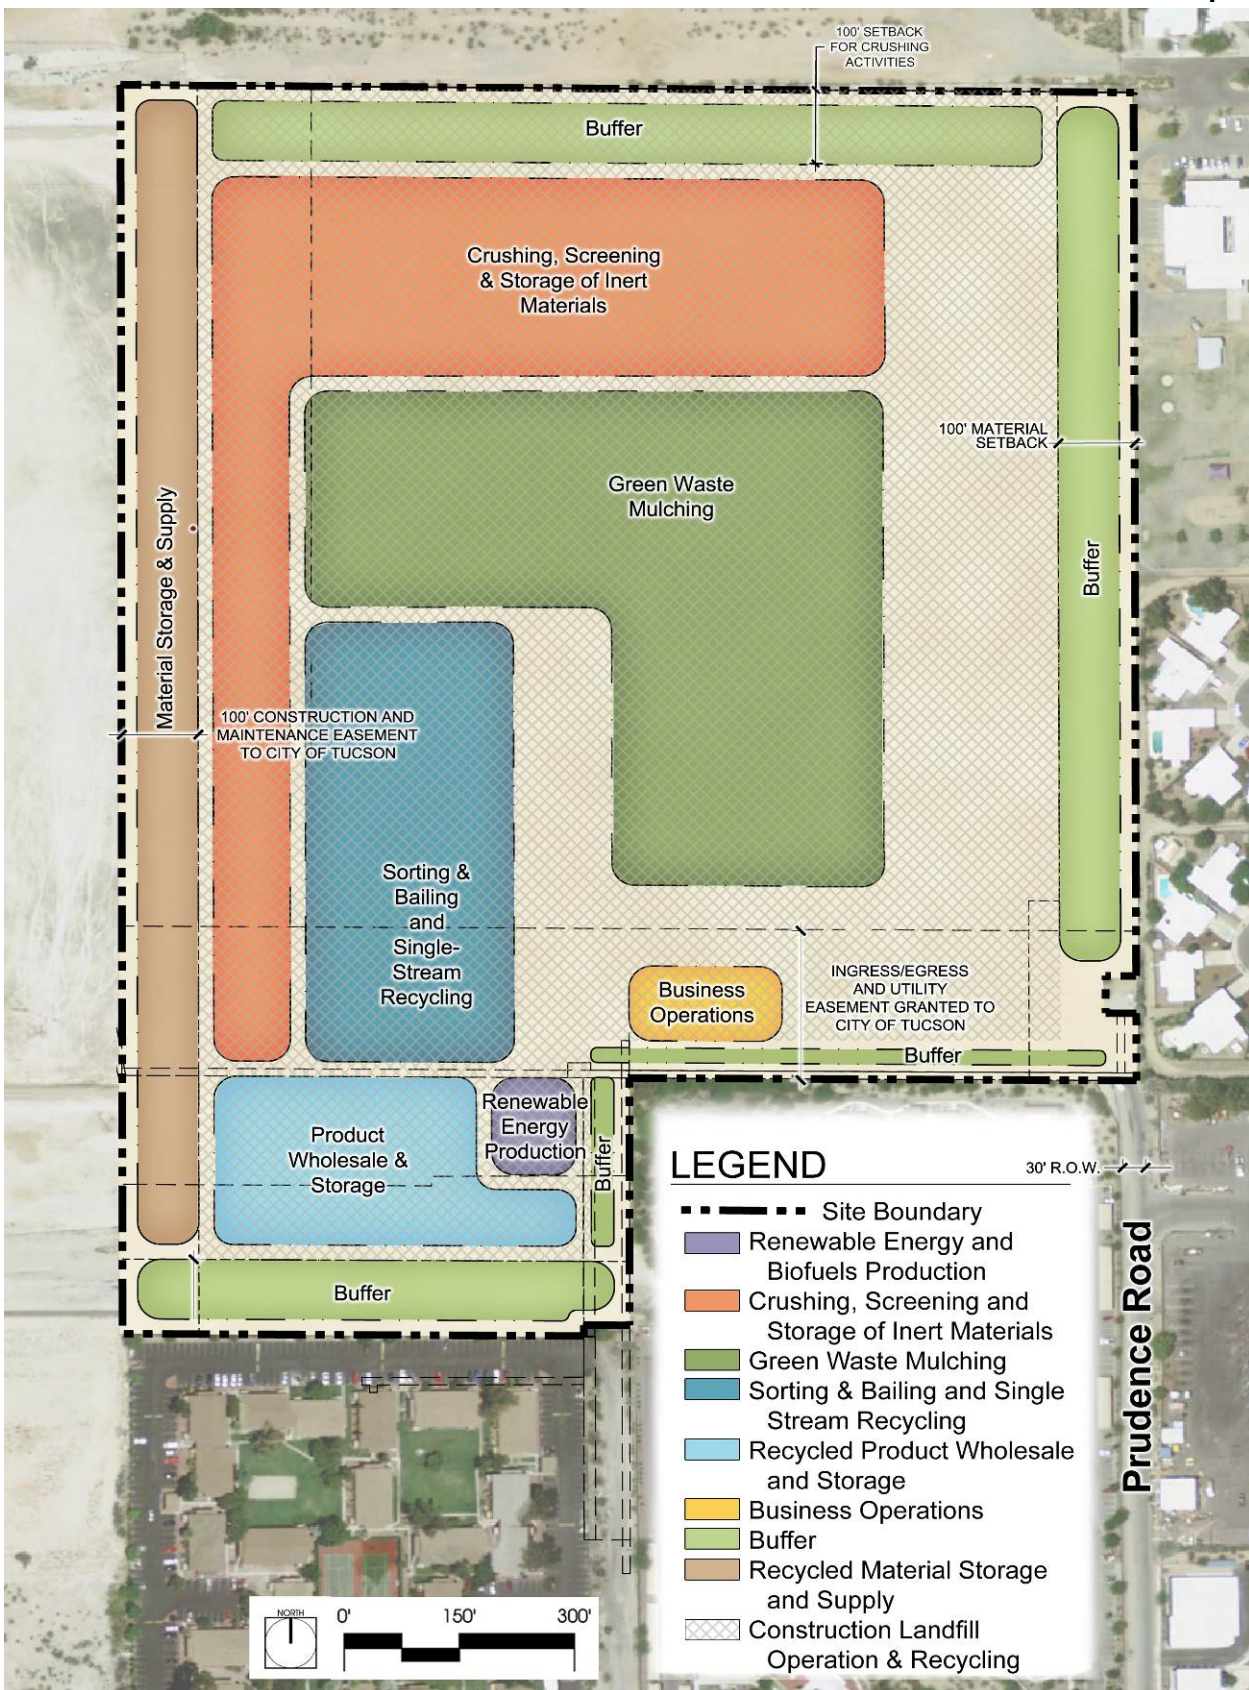 100' SETBACK
FOR CRUSHING
ACTIVITIES
Buffer
Crushing, Screening
& Storage of Inert
Materials
100' MATERIAL
SETBACK
Green Waste
Mulching
Material Storage & Supply
Buffer
100' CONSTRUCTION AND
MAINTENANCE EASEMENT
TO CITY OF TUCSON
Sorting &
Bailing
and
Single-
Stream
Recycling
Business
Operations
INGRESS/EGRESS
AND UTILITY
EASEMENT GRANTED TO
CITY OF TUCSON
Buffer
Product
Wholesale &
Storage
Renewable
Energy
Production
Buffer
Buffer
LEGEND
30' R.O.W.
Site Boundary
Renewable Energy and
Biofuels Production
Crushing, Screening and
Storage of Inert Materials
Green Waste Mulching
Sorting & Bailing and Single
Stream Recycling
Recycled Product Wholesale
and Storage
Business Operations
Buffer
Recycled Material Storage
and Supply
Construction Landfill
Operation & Recycling
Prudence Road
NORTH
0' 150' 300'